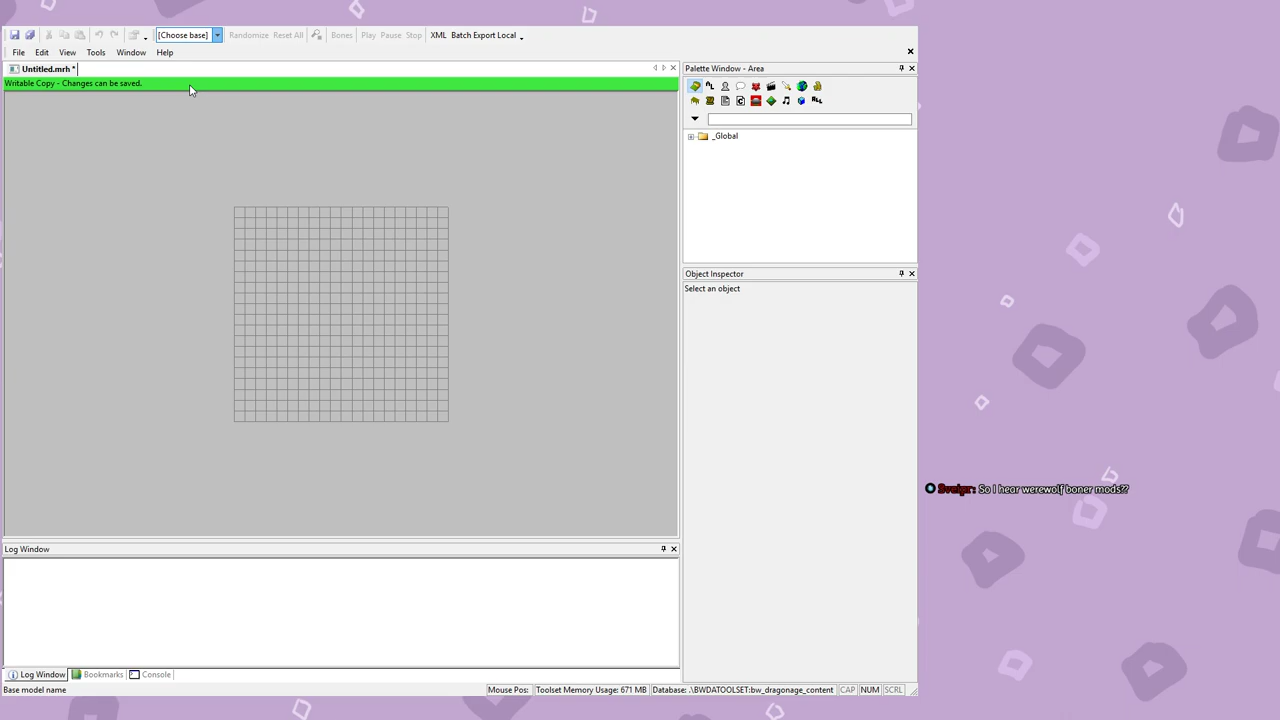 [Choose base] Randomize Reset All Bones Play Pause Stop XML Batch Export Local
File Edit View Tools Window Help
Untitled.mrh *
Writable Copy - Changes can be saved.
Palette Window - Area
_Global
Object Inspector
Select an object
Sveipr: So I hear werewolf boner mods??
Log Window
Log Window Bookmarks Console
Base model name
Mouse Pos: Toolset Memory Usage: 671 MB Database: .\BWDATOOLSET:bw_dragonage_content CAP NUM SCRL